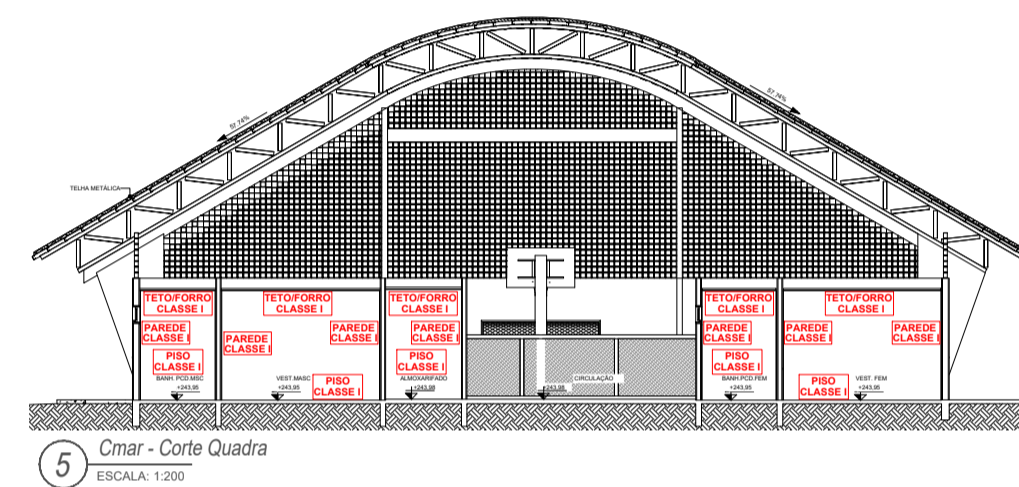 57.74%
57.74%
TELHA METÁLICA
TETO/FORRO
CLASSE I
TETO/FORRO
CLASSE I
TETO/FORRO
CLASSE I
TETO/FORRO
CLASSE I
TETO/FORRO
CLASSE I
PAREDE
CLASSE I
PAREDE
CLASSE I
PAREDE
CLASSE I
PAREDE
CLASSE I
PAREDE
CLASSE I
PAREDE
CLASSE I
PAREDE
CLASSE I
PISO
CLASSE I
BANH. PCD.MSC
+243,95
VEST.MASC
+243,95
PISO
CLASSE I
PISO
CLASSE I
ALMOXARIFADO
+243,98
CIRCULAÇÃO
+243,98
PISO
CLASSE I
BANH.PCD.FEM
+243,95
PISO
CLASSE I
VEST. FEM
+243,95
5
Cmar - Corte Quadra
ESCALA: 1:200